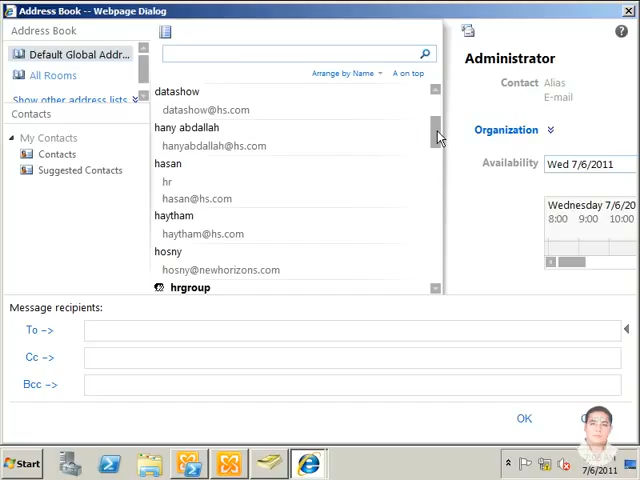 Address Book -- Webpage Dialog
Address Book
Default Global Addr...
All Rooms
Show other address lists
Contacts
My Contacts
Contacts
Suggested Contacts
Arrange by Name
A on top
datashow
datashow@hs.com
hany abdallah
hanyabdallah@hs.com
hasan
hr
hasan@hs.com
haytham
haytham@hs.com
hosny
hosny@newhorizons.com
hrgroup
Administrator
Contact
Alias
E-mail
Organization
Availability
Wed 7/6/2011
Wednesday 7/6/20
8:00 9:00 10:00
Message recipients:
To ->
Cc ->
Bcc ->
OK
Start
7/6/2011